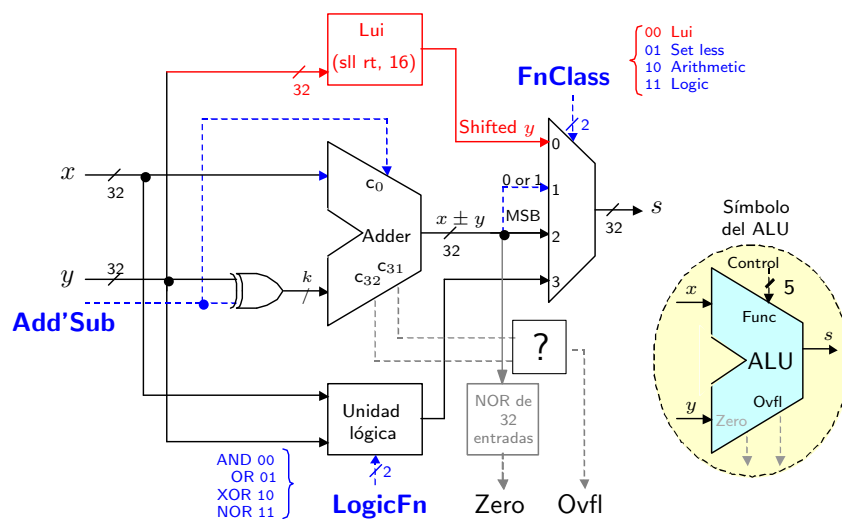 Lui
(sll rt, 16)
00 Lui
01 Set less
10 Arithmetic
11 Logic
FnClass
32
2
Shifted y
0
x
32
c0
0 or 1
1
MSB
x ± y
32
2
Adder
s
32
y
32
k
c31
c32
3
Add'Sub
?
Unidad
lógica
NOR de
32
entradas
AND 00
OR 01
XOR 10
NOR 11
2
LogicFn
Zero
Ovfl
Símbolo
del ALU
Control
5
x
Func
ALU
s
y
Ovfl
Zero